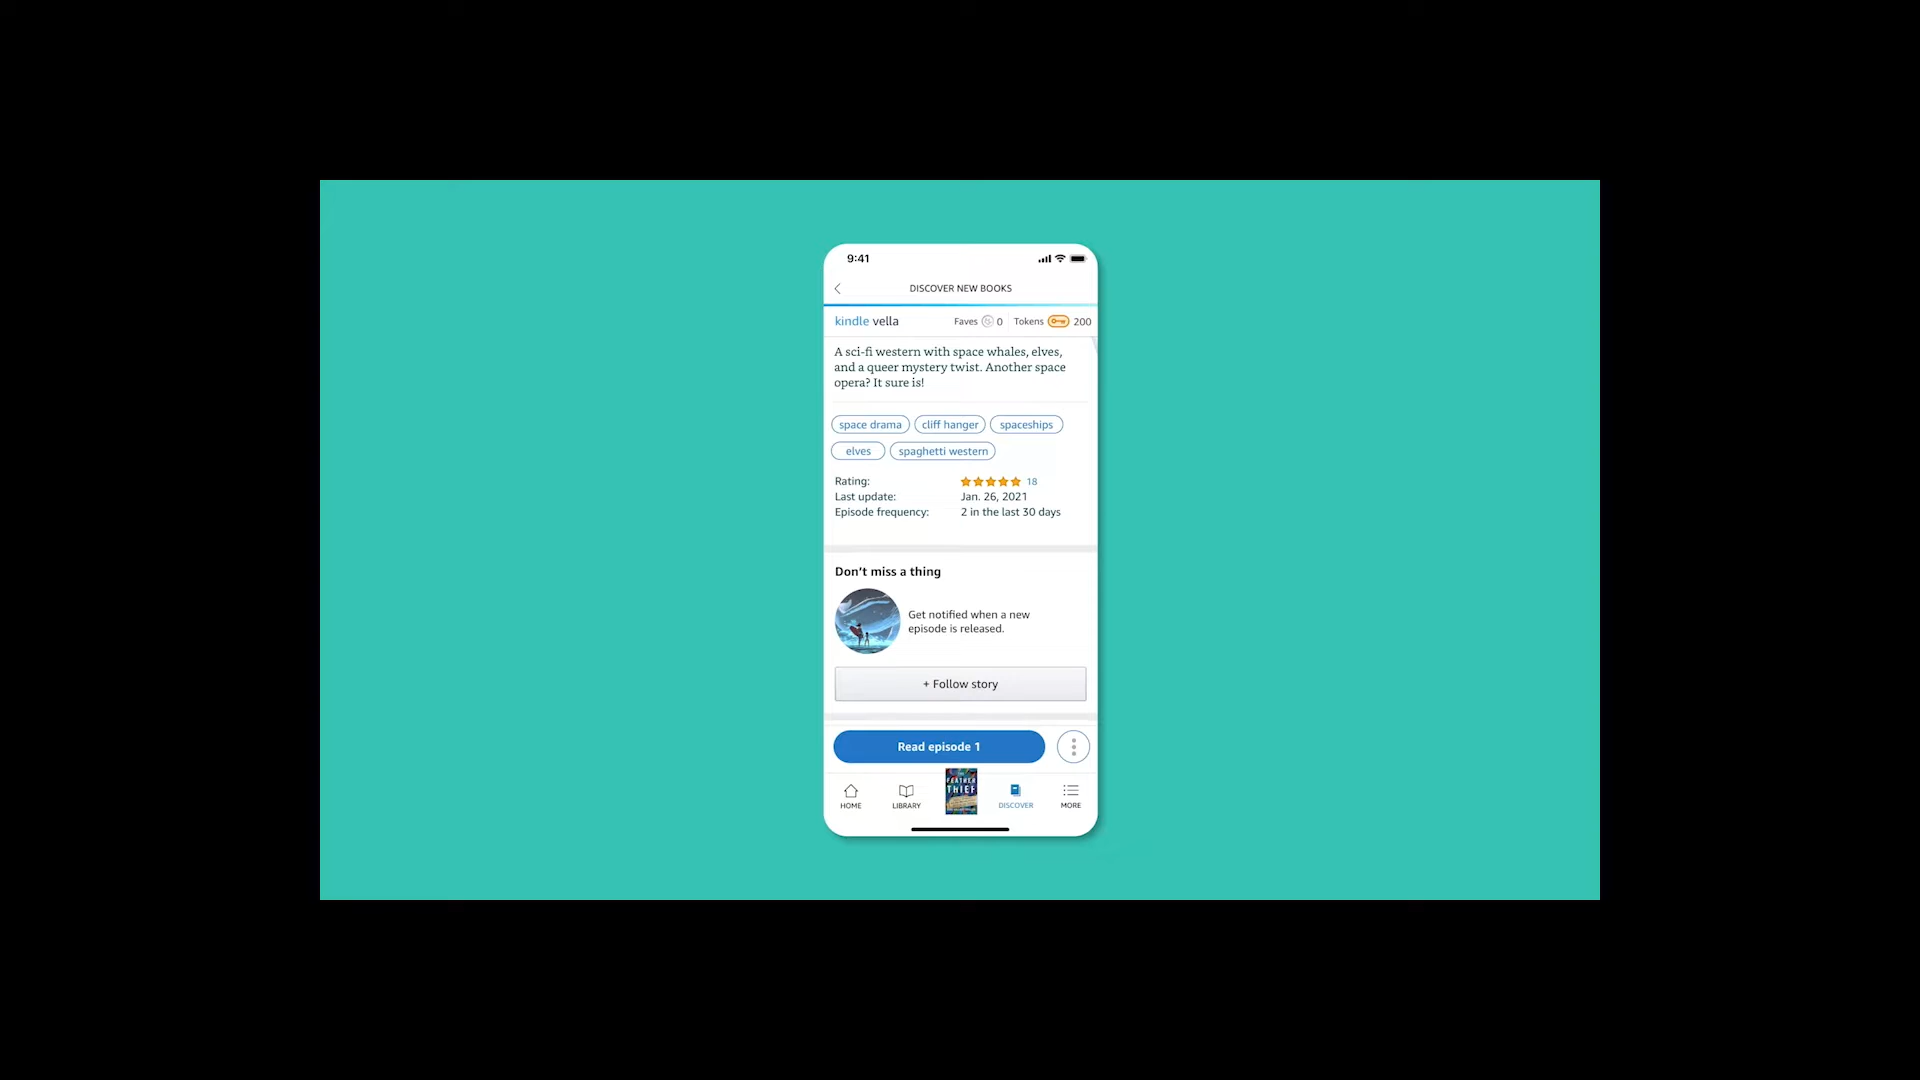 9:41
DISCOVER NEW BOOKS
kindle vella Faves 0 Tokens 200
A sci-fi western with space whales, elves,
and a queer mystery twist. Another space
opera? It sure is!
space drama cliff hanger spaceships
elves spaghetti western
Rating: 18
Last update: Jan. 26, 2021
Episode frequency: 2 in the last 30 days
Don't miss a thing
Get notified when a new
episode is released.
+ Follow story
Read episode 1
FEATHER
THIEF
HOME LIBRARY DISCOVER MORE